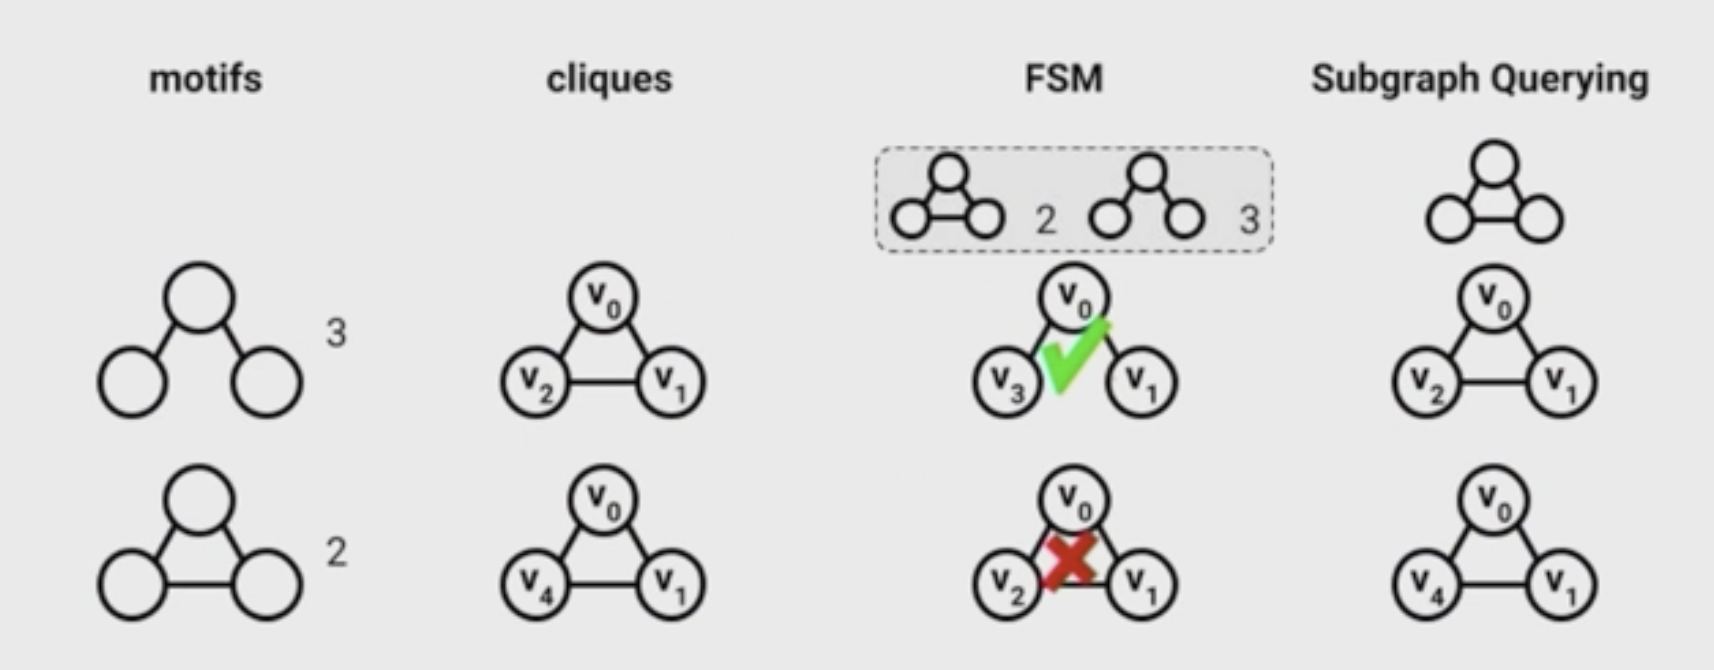 motifs cliques FSM Subgraph Querying
2 3
3
v0 v0 v0
v2 v1 v3 v1 v2 v1
2
v0 v0 v0
v4 v1 v2 v1 v4 v1